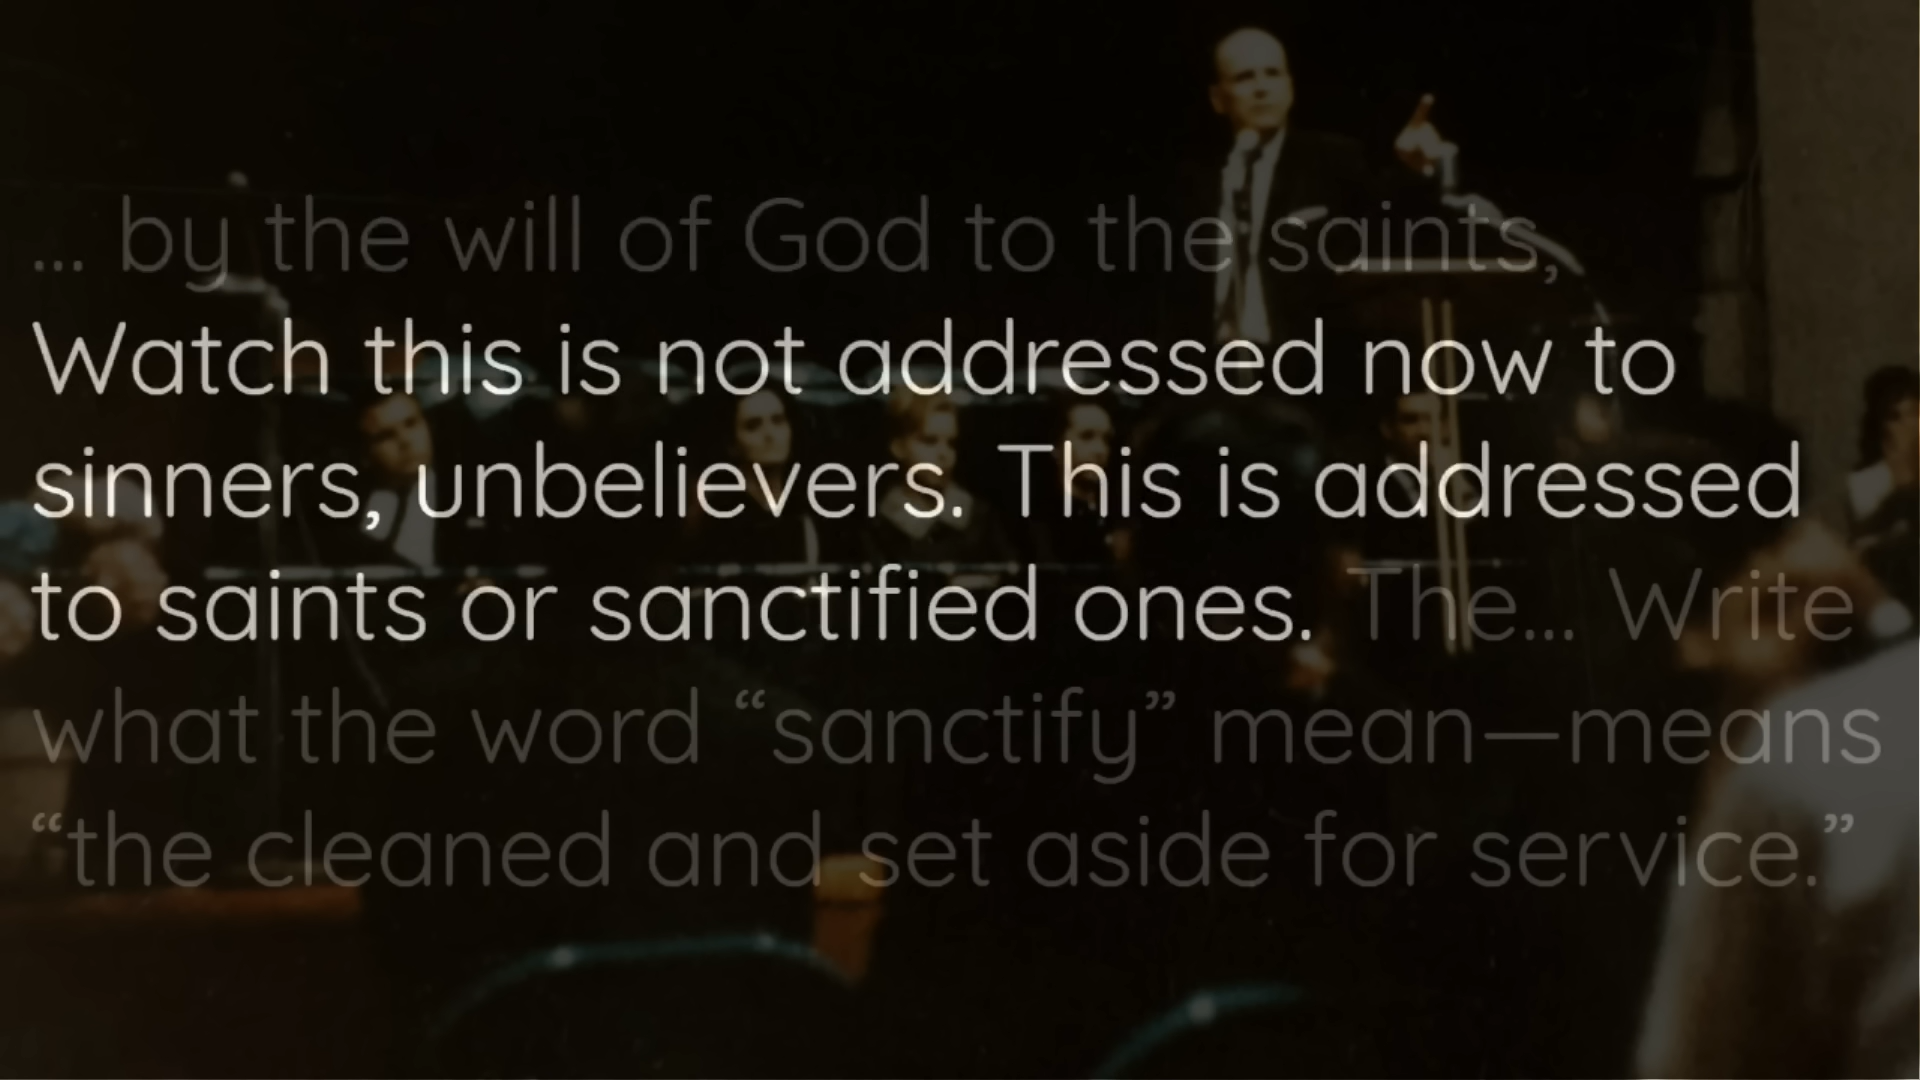 ... by the will of God to the saints,
Watch this is not addressed now to
sinners, unbelievers. This is addressed
to saints or sanctified ones. The... Write
what the word “sanctify” mean—means
“the cleaned and set aside for service.”